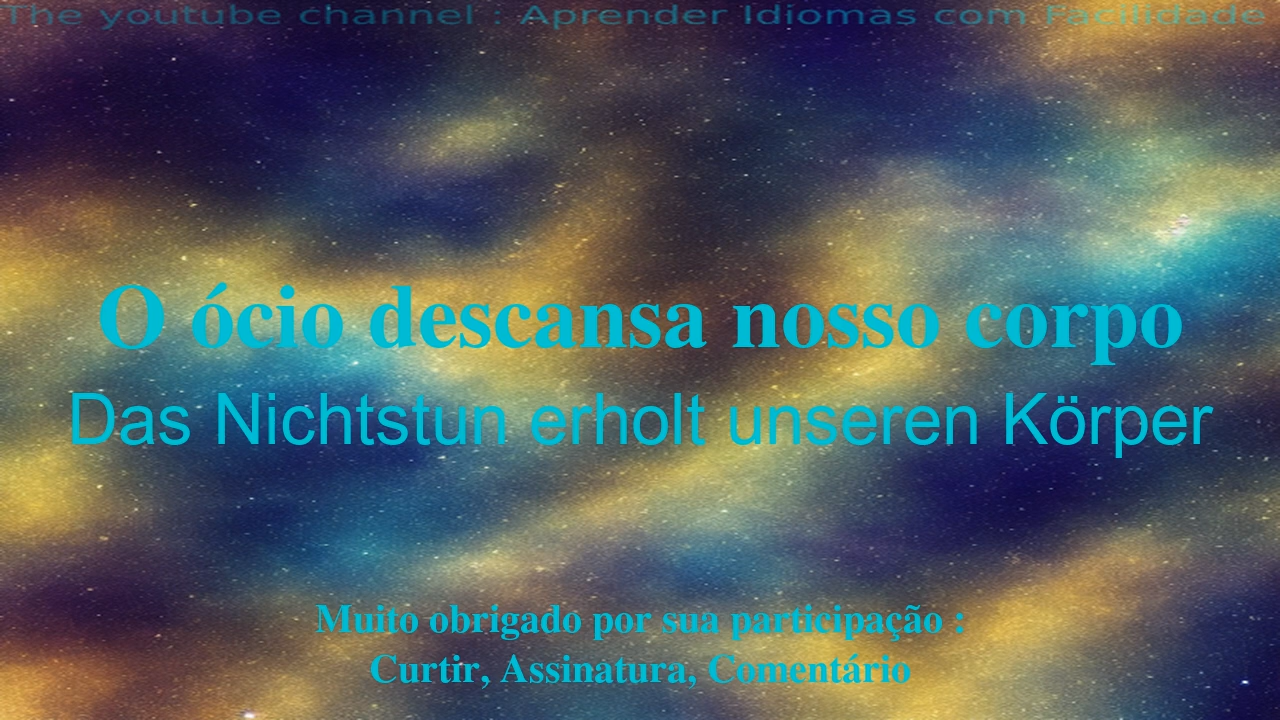 The youtube channel : Aprender Idiomas com Facilidade
O ócio descansa nosso corpo
Das Nichtstun erholt unseren Körper
Muito obrigado por sua participação :
Curtir, Assinatura, Comentário